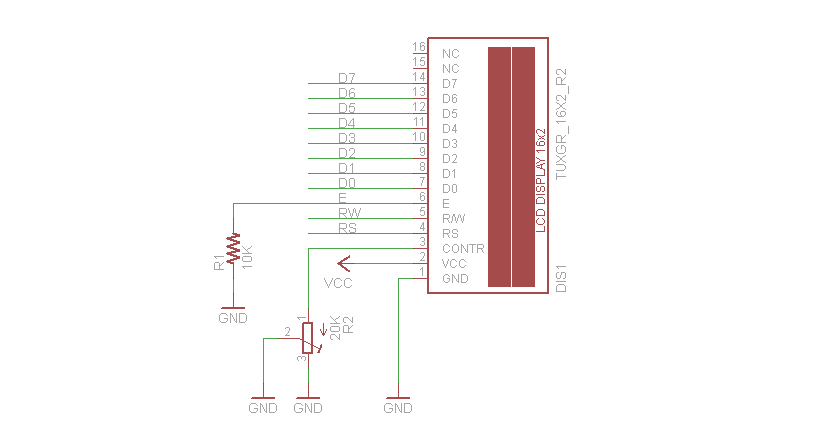 16 NC
15 NC
D7 14 D7
D6 13 D6
D5 12 D5
D4 11 D4
D3 10 D3
D2 9 D2
D1 8 D1
D0 7 D0
E 6 E
RW 5 R/W
RS 4 RS
3 CONTR
2 VCC
1 GND
LCD DISPLAY 16x2
TUXGR_16X2_R2
DIS1
R1
10K
GND
VCC
1
2
3
20K
R2
GND
GND
GND